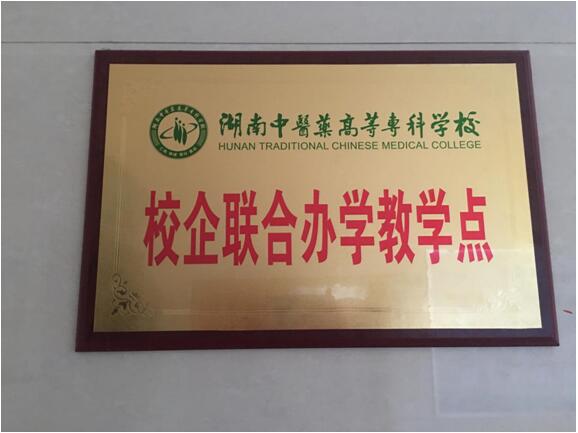 湖南中醫藥高等專科学校
HUNAN TRADITIONAL CHINESE MEDICAL COLLEGE
校企联合办学教学点